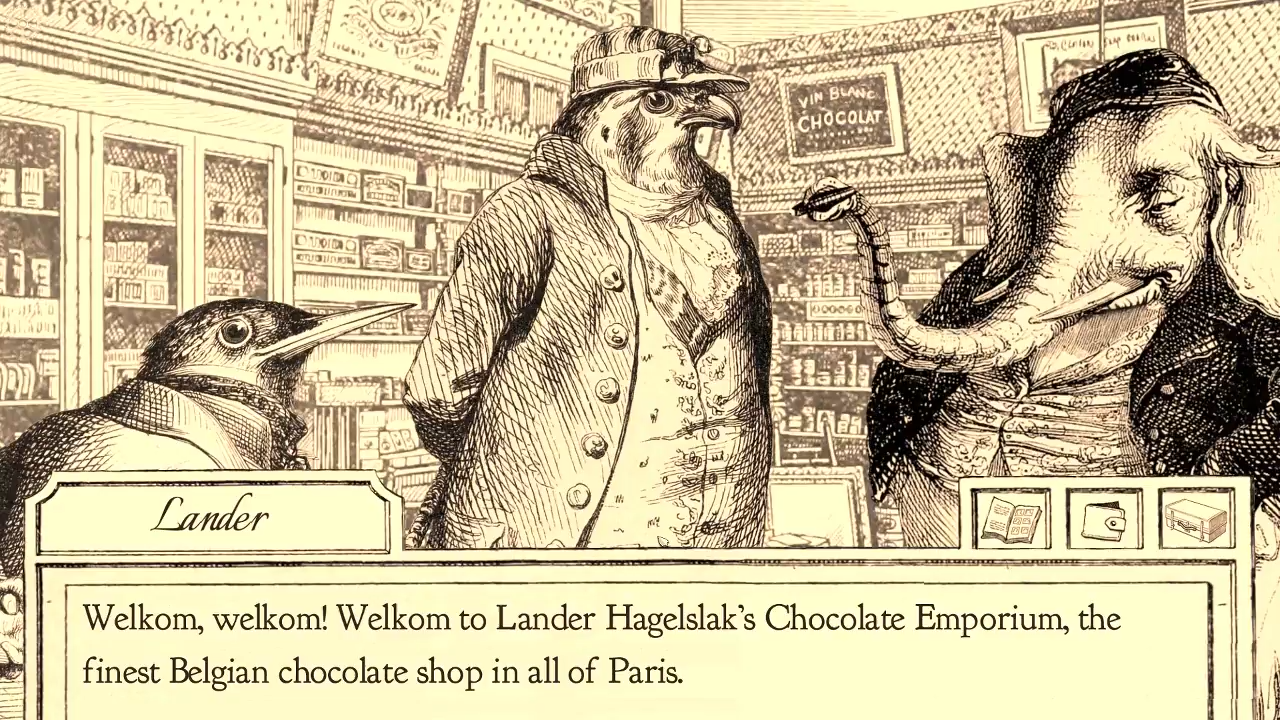 VIN BLANC
CHOCOLAT
Lander
Welkom, welkom! Welkom to Lander Hagelslak's Chocolate Emporium, the
finest Belgian chocolate shop in all of Paris.